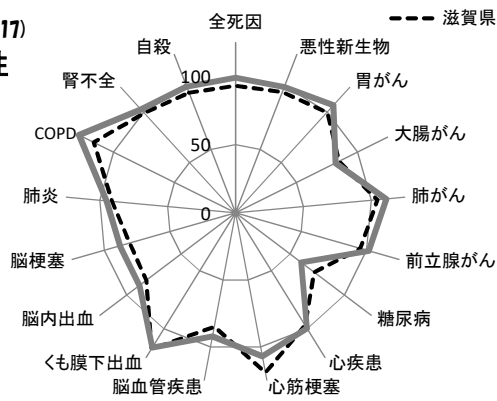 17)
性
滋賀県
全死因
悪性新生物
胃がん
大腸がん
肺がん
前立腺がん
糖尿病
心疾患
心筋梗塞
脳血管疾患
くも膜下出血
脳内出血
脳梗塞
肺炎
COPD
腎不全
自殺
100
50
0